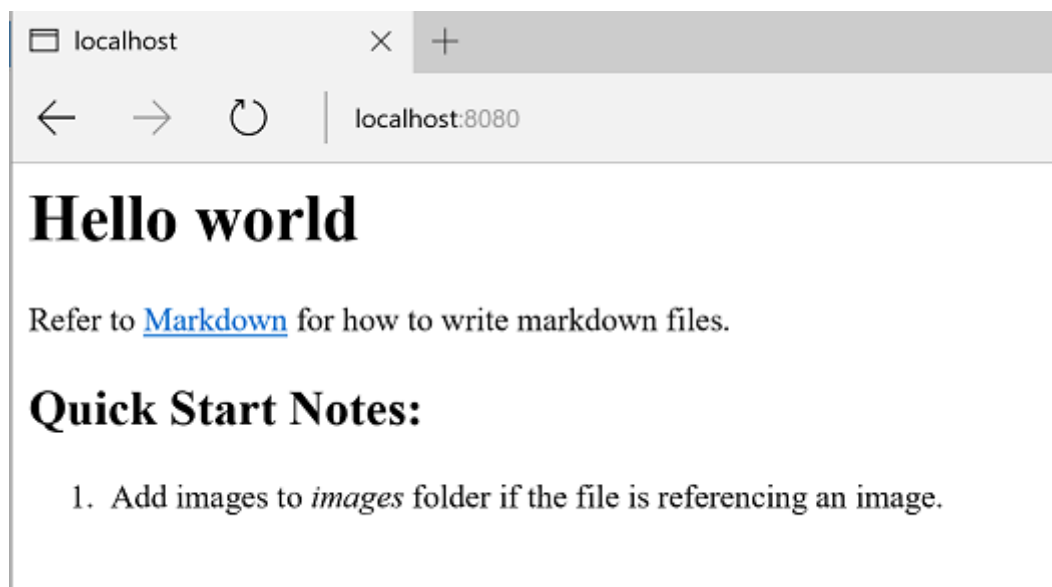 localhost
localhost:8080
Hello world
Refer to Markdown for how to write markdown files.
Quick Start Notes:
1. Add images to images folder if the file is referencing an image.